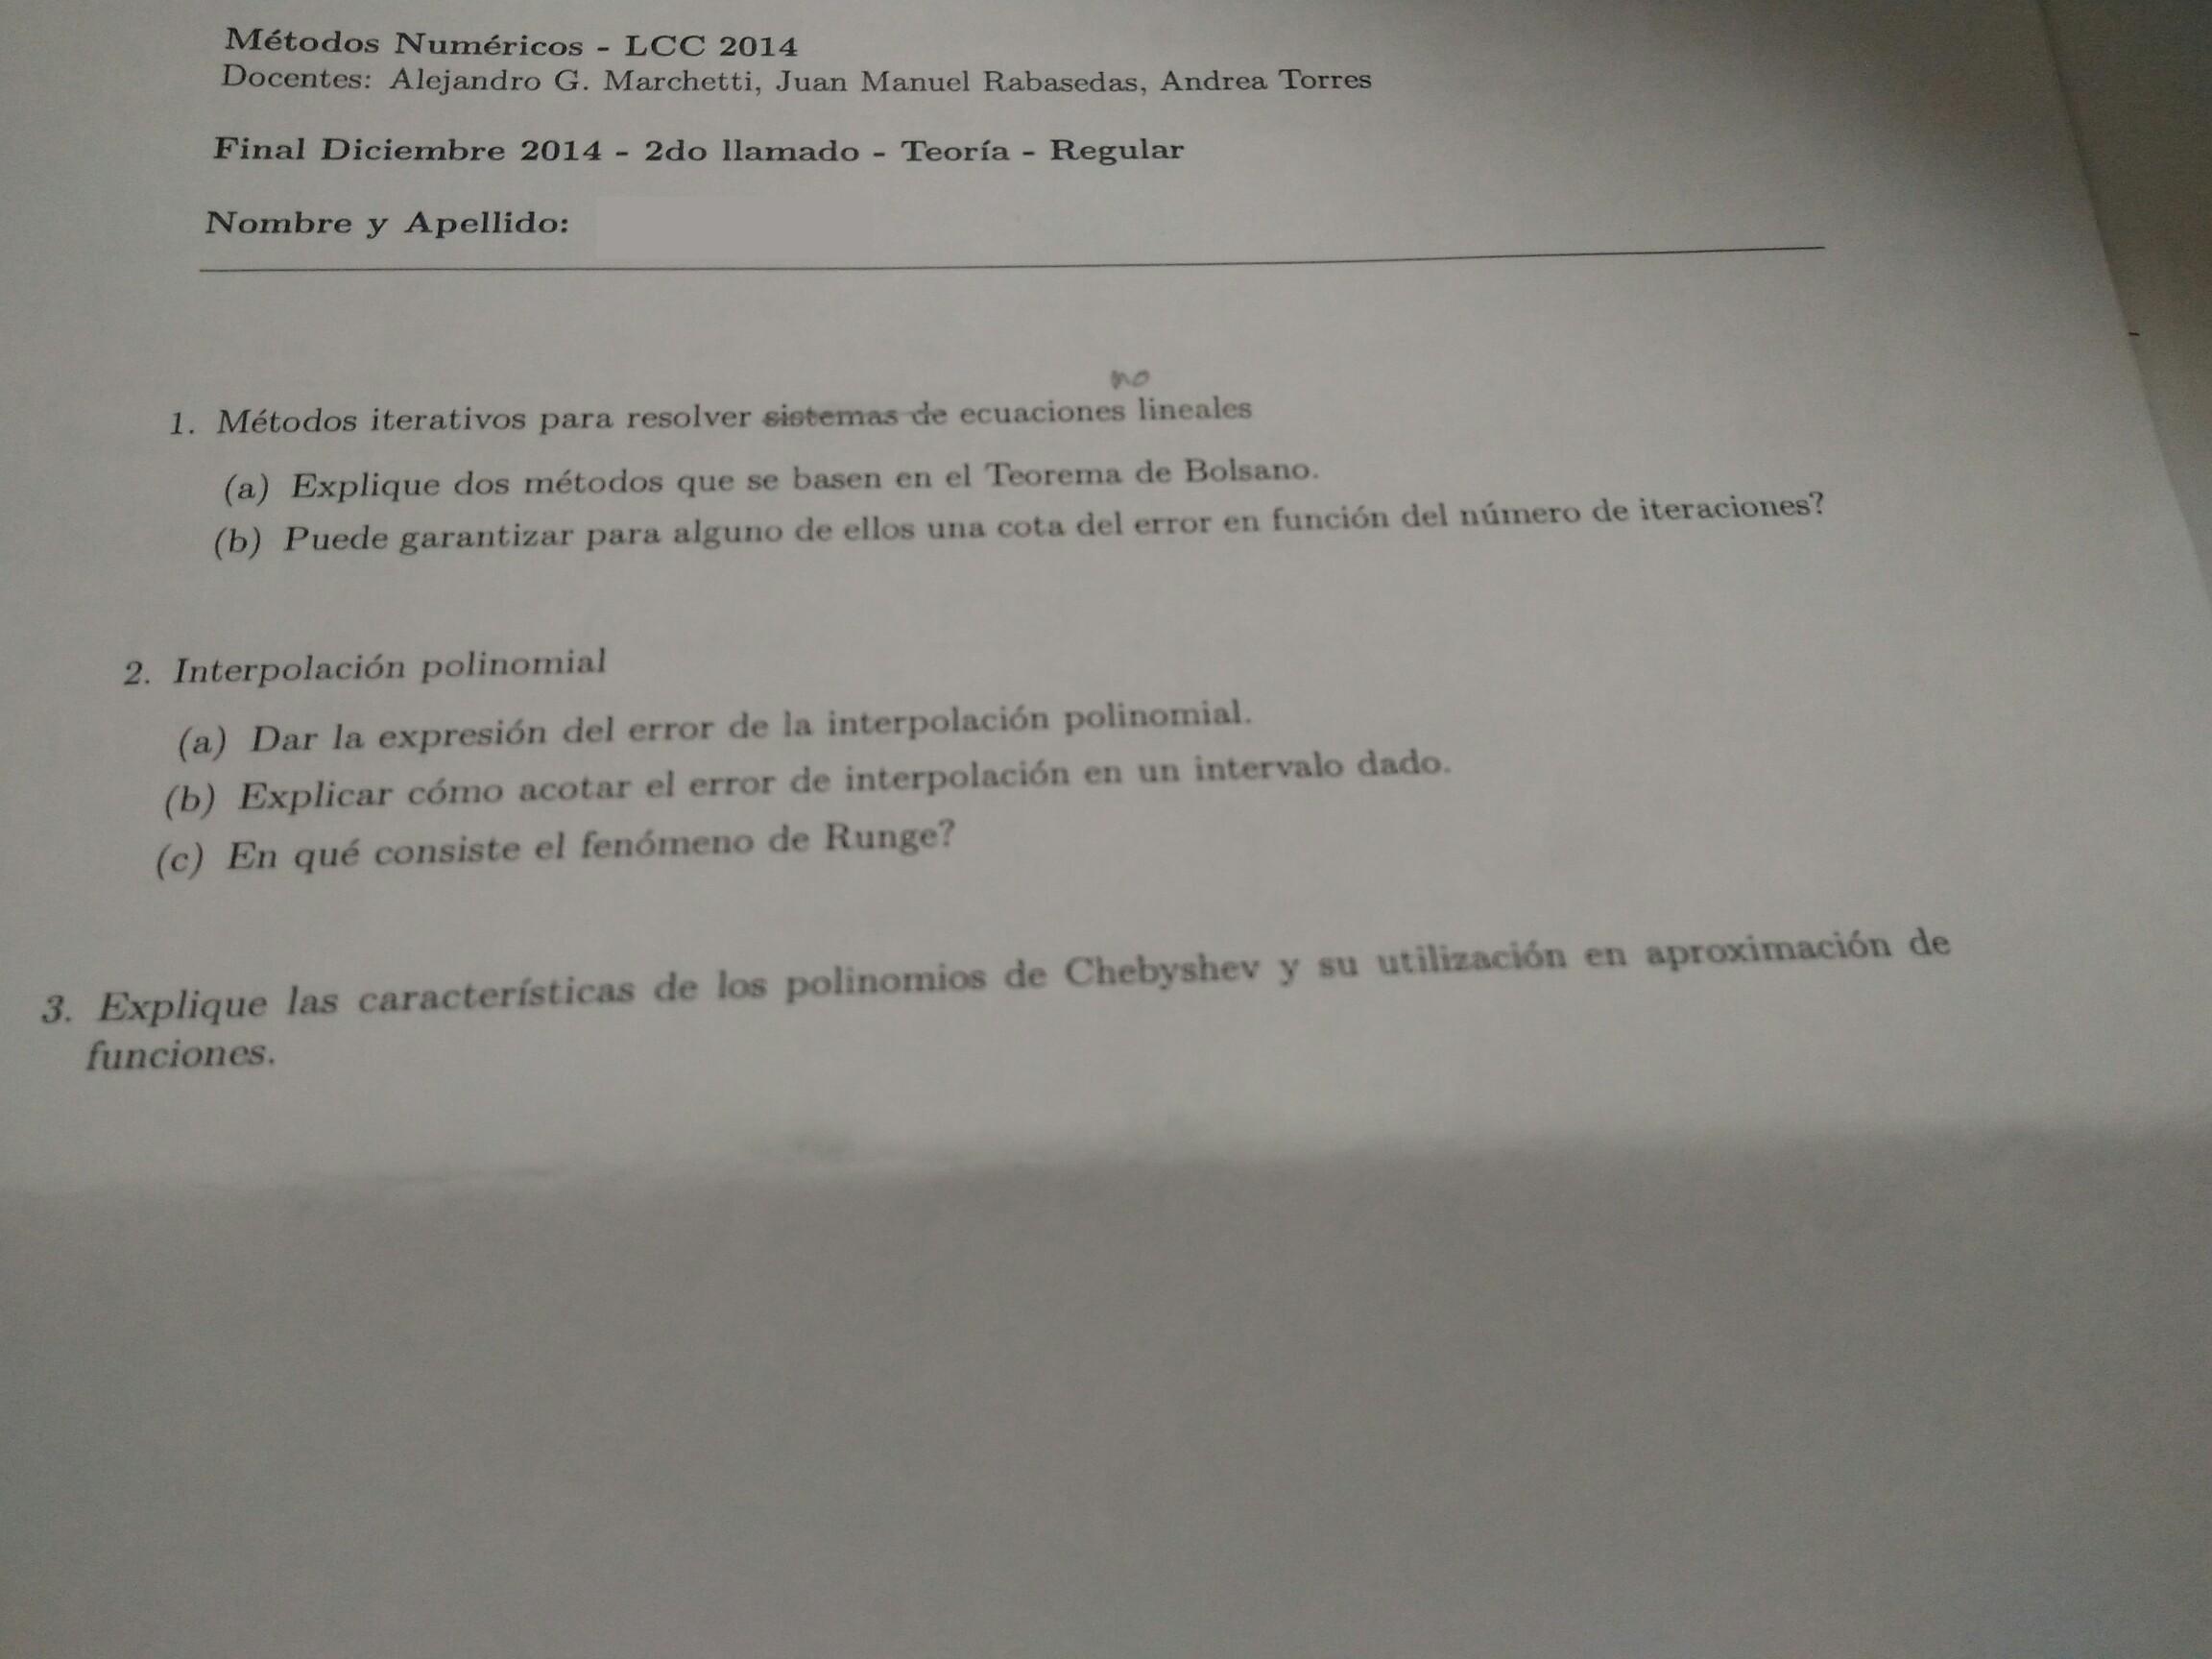 Métodos Numéricos - LCC 2014
Docentes: Alejandro G. Marchetti, Juan Manuel Rabasedas, Andrea Torres
Final Diciembre 2014 - 2do llamado - Teoría - Regular
Nombre y Apellido:
no
1. Métodos iterativos para resolver sistemas de ecuaciones lineales
(a) Explique dos métodos que se basen en el Teorema de Bolsano.
(b) Puede garantizar para alguno de ellos una cota del error en función del número de iteraciones?
2. Interpolación polinomial
(a) Dar la expresión del error de la interpolación polinomial.
(b) Explicar cómo acotar el error de interpolación en un intervalo dado.
(c) En qué consiste el fenómeno de Runge?
3. Explique las características de los polinomios de Chebyshev y su utilización en aproximación de
funciones.